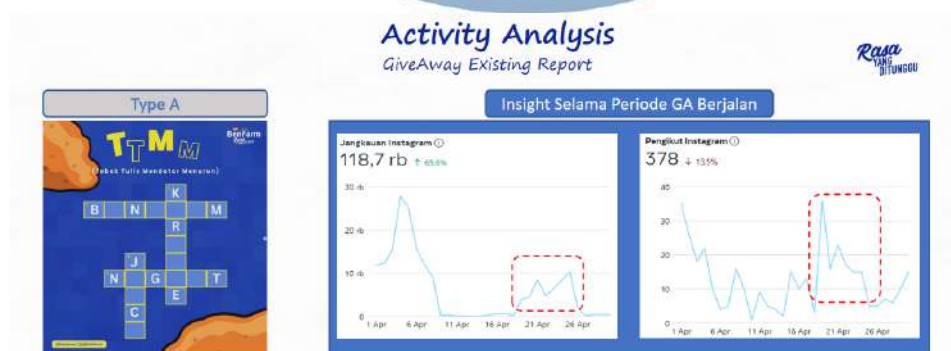 Activity Analysis
GiveAway Existing Report
Rasa
YANG
DITUNGGU
Type A
Insight Selama Periode GA Berjalan
TTMM
(Tebak Tulis Mendatar Menurun)
Benfarm
K
B N M
R
J
N G T
E
C
Jangkauan Instagram
118,7 rb ↑ 65.6%
30 rb
20 rb
10 rb
0
1 Apr 6 Apr 11 Apr 16 Apr 21 Apr 26 Apr
Pengikut Instagram
378 ↓ 13.5%
40
30
20
10
0
1 Apr 6 Apr 11 Apr 16 Apr 21 Apr 26 Apr